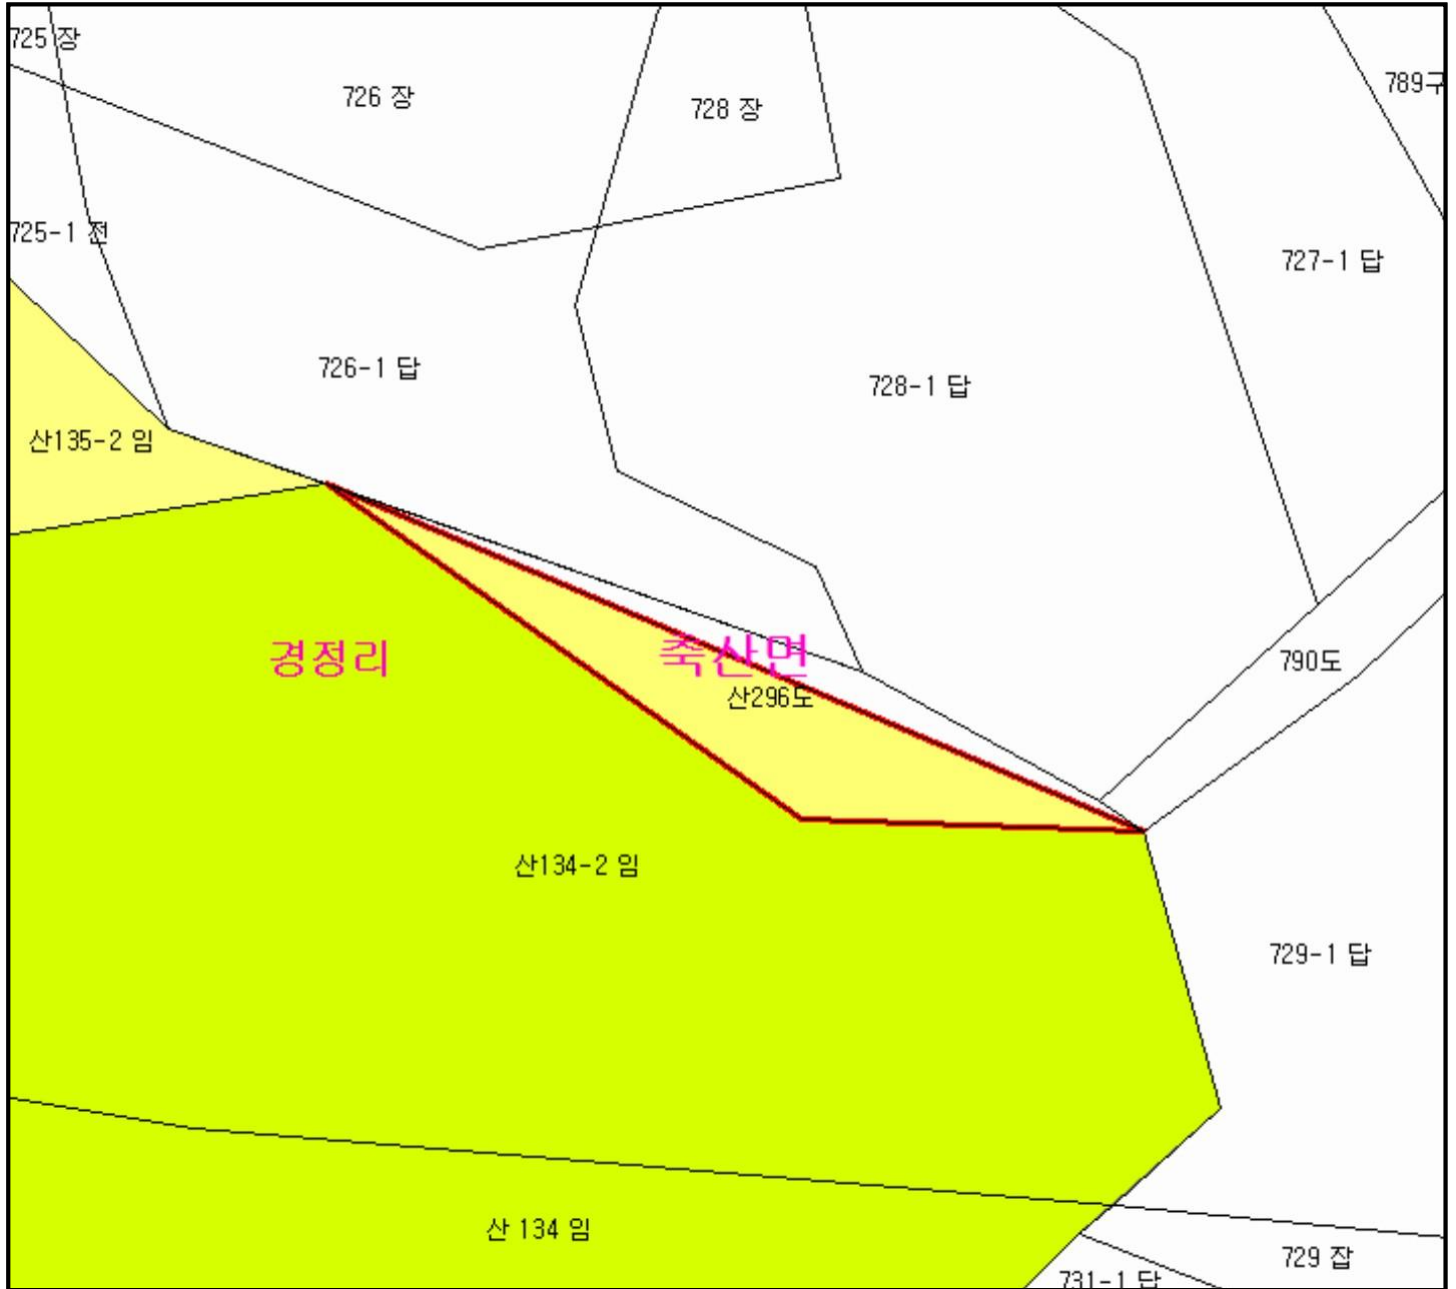 725 장
789구
726 장
728 장
725-1 전
727-1 답
726-1 답
728-1 답
산135-2 임
경정리
축산면
790도
산296도
산134-2 임
729-1 답
산 134 임
729 잡
731-1 답